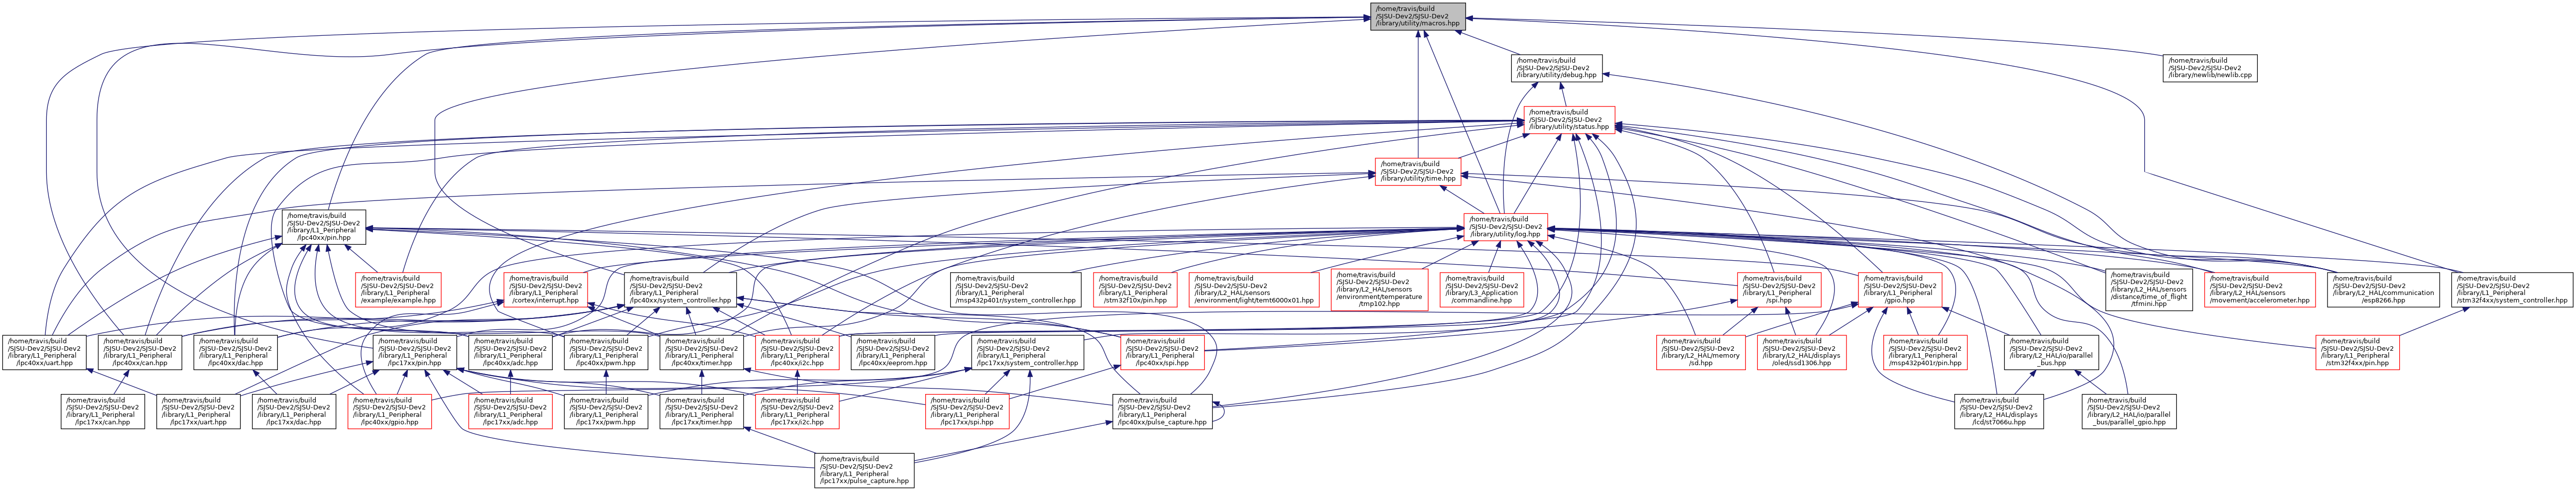 /home/travis/build
/SJSU-Dev2/SJSU-Dev2
/library/utility/macros.hpp
/home/travis/build
/SJSU-Dev2/SJSU-Dev2
/library/utility/debug.hpp
/home/travis/build
/SJSU-Dev2/SJSU-Dev2
/library/newlib/newlib.cpp
/home/travis/build
/SJSU-Dev2/SJSU-Dev2
/library/utility/status.hpp
/home/travis/build
/SJSU-Dev2/SJSU-Dev2
/library/utility/time.hpp
/home/travis/build
/SJSU-Dev2/SJSU-Dev2
/library/L1_Peripheral
/lpc40xx/pin.hpp
/home/travis/build
/SJSU-Dev2/SJSU-Dev2
/library/utility/log.hpp
/home/travis/build
/SJSU-Dev2/SJSU-Dev2
/library/L1_Peripheral
/example/example.hpp
/home/travis/build
/SJSU-Dev2/SJSU-Dev2
/library/L1_Peripheral
/cortex/interrupt.hpp
/home/travis/build
/SJSU-Dev2/SJSU-Dev2
/library/L1_Peripheral
/lpc40xx/system_controller.hpp
/home/travis/build
/SJSU-Dev2/SJSU-Dev2
/library/L1_Peripheral
/msp432p401r/system_controller.hpp
/home/travis/build
/SJSU-Dev2/SJSU-Dev2
/library/L1_Peripheral
/stm32f10x/pin.hpp
/home/travis/build
/SJSU-Dev2/SJSU-Dev2
/library/L2_HAL/sensors
/environment/light/temt6000x01.hpp
/home/travis/build
/SJSU-Dev2/SJSU-Dev2
/library/L2_HAL/sensors
/environment/temperature
/tmp102.hpp
/home/travis/build
/SJSU-Dev2/SJSU-Dev2
/library/L3_Application
/commandline.hpp
/home/travis/build
/SJSU-Dev2/SJSU-Dev2
/library/L1_Peripheral
/spi.hpp
/home/travis/build
/SJSU-Dev2/SJSU-Dev2
/library/L1_Peripheral
/gpio.hpp
/home/travis/build
/SJSU-Dev2/SJSU-Dev2
/library/L2_HAL/sensors
/distance/time_of_flight
/tfmini.hpp
/home/travis/build
/SJSU-Dev2/SJSU-Dev2
/library/L2_HAL/sensors
/movement/accelerometer.hpp
/home/travis/build
/SJSU-Dev2/SJSU-Dev2
/library/L2_HAL/communication
/esp8266.hpp
/home/travis/build
/SJSU-Dev2/SJSU-Dev2
/library/L1_Peripheral
/stm32f4xx/system_controller.hpp
/home/travis/build
/SJSU-Dev2/SJSU-Dev2
/library/L1_Peripheral
/lpc40xx/uart.hpp
/home/travis/build
/SJSU-Dev2/SJSU-Dev2
/library/L1_Peripheral
/lpc40xx/can.hpp
/home/travis/build
/SJSU-Dev2/SJSU-Dev2
/library/L1_Peripheral
/lpc40xx/dac.hpp
/home/travis/build
/SJSU-Dev2/SJSU-Dev2
/library/L1_Peripheral
/lpc17xx/pin.hpp
/home/travis/build
/SJSU-Dev2/SJSU-Dev2
/library/L1_Peripheral
/lpc40xx/adc.hpp
/home/travis/build
/SJSU-Dev2/SJSU-Dev2
/library/L1_Peripheral
/lpc40xx/pwm.hpp
/home/travis/build
/SJSU-Dev2/SJSU-Dev2
/library/L1_Peripheral
/lpc40xx/timer.hpp
/home/travis/build
/SJSU-Dev2/SJSU-Dev2
/library/L1_Peripheral
/lpc40xx/i2c.hpp
/home/travis/build
/SJSU-Dev2/SJSU-Dev2
/library/L1_Peripheral
/lpc40xx/eeprom.hpp
/home/travis/build
/SJSU-Dev2/SJSU-Dev2
/library/L1_Peripheral
/lpc17xx/system_controller.hpp
/home/travis/build
/SJSU-Dev2/SJSU-Dev2
/library/L1_Peripheral
/lpc40xx/spi.hpp
/home/travis/build
/SJSU-Dev2/SJSU-Dev2
/library/L2_HAL/memory
/sd.hpp
/home/travis/build
/SJSU-Dev2/SJSU-Dev2
/library/L2_HAL/displays
/oled/ssd1306.hpp
/home/travis/build
/SJSU-Dev2/SJSU-Dev2
/library/L1_Peripheral
/msp432p401r/pin.hpp
/home/travis/build
/SJSU-Dev2/SJSU-Dev2
/library/L2_HAL/io/parallel
_bus.hpp
/home/travis/build
/SJSU-Dev2/SJSU-Dev2
/library/L1_Peripheral
/stm32f4xx/pin.hpp
/home/travis/build
/SJSU-Dev2/SJSU-Dev2
/library/L1_Peripheral
/lpc17xx/can.hpp
/home/travis/build
/SJSU-Dev2/SJSU-Dev2
/library/L1_Peripheral
/lpc17xx/uart.hpp
/home/travis/build
/SJSU-Dev2/SJSU-Dev2
/library/L1_Peripheral
/lpc17xx/dac.hpp
/home/travis/build
/SJSU-Dev2/SJSU-Dev2
/library/L1_Peripheral
/lpc40xx/gpio.hpp
/home/travis/build
/SJSU-Dev2/SJSU-Dev2
/library/L1_Peripheral
/lpc17xx/adc.hpp
/home/travis/build
/SJSU-Dev2/SJSU-Dev2
/library/L1_Peripheral
/lpc17xx/pwm.hpp
/home/travis/build
/SJSU-Dev2/SJSU-Dev2
/library/L1_Peripheral
/lpc17xx/timer.hpp
/home/travis/build
/SJSU-Dev2/SJSU-Dev2
/library/L1_Peripheral
/lpc17xx/i2c.hpp
/home/travis/build
/SJSU-Dev2/SJSU-Dev2
/library/L1_Peripheral
/lpc17xx/spi.hpp
/home/travis/build
/SJSU-Dev2/SJSU-Dev2
/library/L1_Peripheral
/lpc40xx/pulse_capture.hpp
/home/travis/build
/SJSU-Dev2/SJSU-Dev2
/library/L2_HAL/displays
/lcd/st7066u.hpp
/home/travis/build
/SJSU-Dev2/SJSU-Dev2
/library/L2_HAL/io/parallel
_bus/parallel_gpio.hpp
/home/travis/build
/SJSU-Dev2/SJSU-Dev2
/library/L1_Peripheral
/lpc17xx/pulse_capture.hpp